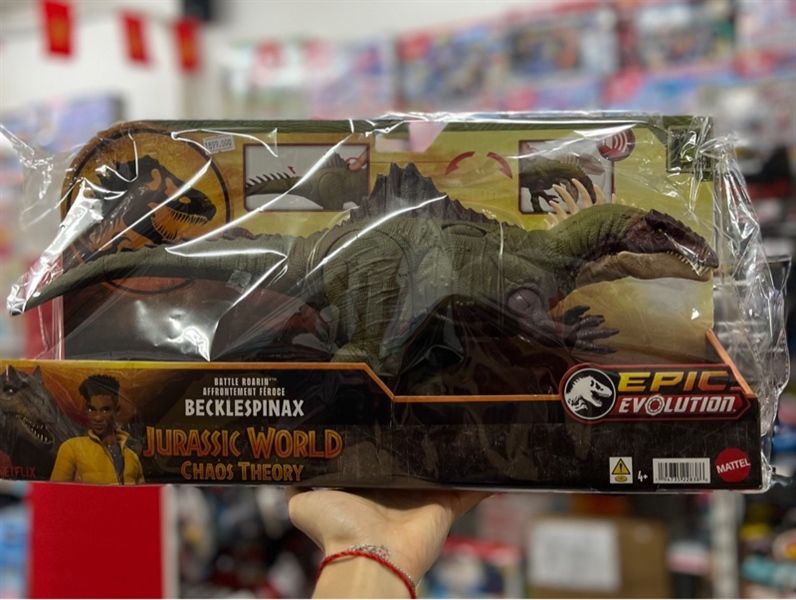 BATTLE ROARIN'™
AFFRONTEMENT FÉROCE
BECKLESPINAX
JURASSIC WORLD
CHAOS THEORY
NETFLIX
EPIC
EVOLUTION
4+
MATTEL